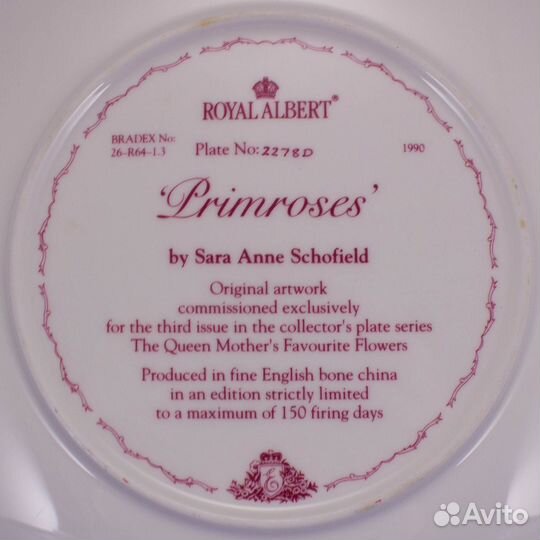 ROYAL ALBERT®
BRADEX No:
26-R64-1.3
Plate No: 2278D
1990
'Primroses'
by Sara Anne Schofield
Original artwork
commissioned exclusively
for the third issue in the collector's plate series
The Queen Mother's Favourite Flowers
Produced in fine English bone china
in an edition strictly limited
to a maximum of 150 firing days
E
Avito